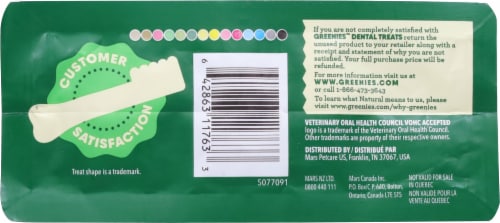 CUSTOMER
SATISFACTION
Treat shape is a trademark.
6 42863 11763 3
5077091
If you are not completely satisfied with
GREENIES™ DENTAL TREATS return the
unused product to your retailer along with a
receipt and statement of why you are not
satisfied. Your full purchase price will be
refunded.
For more information visit us at
WWW.GREENIES.COM
or call 1-866-473-3643
To learn what Natural means to us, please
visit www.greenies.com/why-greenies
VETERINARY ORAL HEALTH COUNCIL VOHC ACCEPTED
logo is a trademark of the Veterinary Oral Health Council.
Other trademarks are property of their respective owners.
DISTRIBUTED BY / DISTRIBUÉ PAR
Mars Petcare US, Franklin, TN 37067, USA
MARS NZ LTD.
0800 440 111
Mars Canada Inc.
Bolton,
Ontario, Canada L7E 5T5
NOT VALID FOR SALE
IN QUEBEC
NON VALIDE POUR LA
VENTE AU QUEBEC